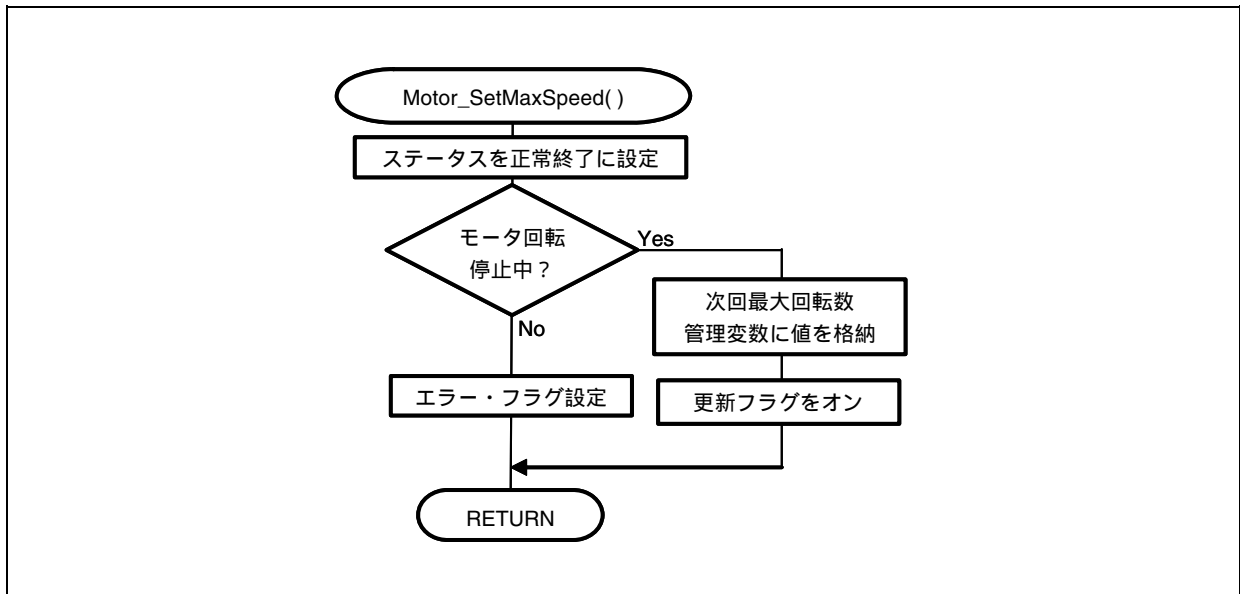 Motor_SetMaxSpeed( )
ステータスを正常終了に設定
モータ回転
停止中？
Yes
次回最大回転数
管理変数に値を格納
No
エラー・フラグ設定
更新フラグをオン
RETURN